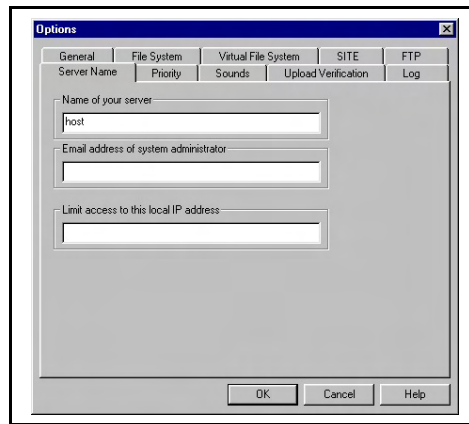 Options
General File System Virtual File System SITE FTP
Server Name Priority Sounds Upload Verification Log
Name of your server
host
Email address of system administrator
Limit access to this local IP address
OK Cancel Help